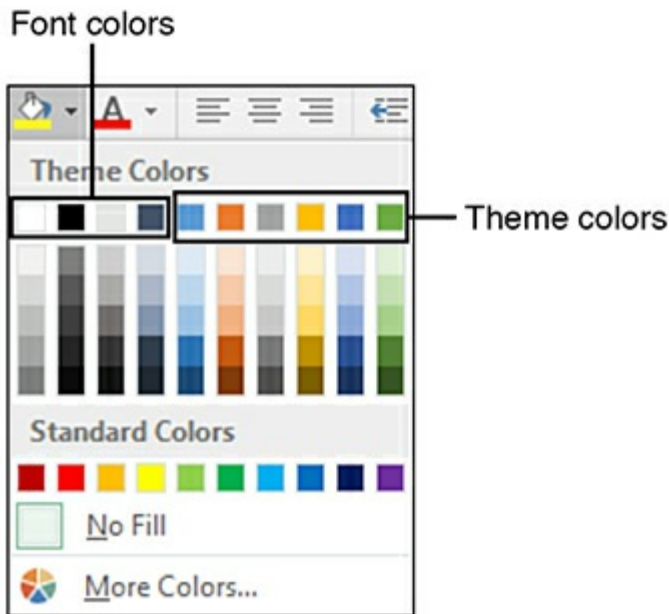 Font colors
A
Theme Colors
Theme colors
Standard Colors
No Fill
More Colors...